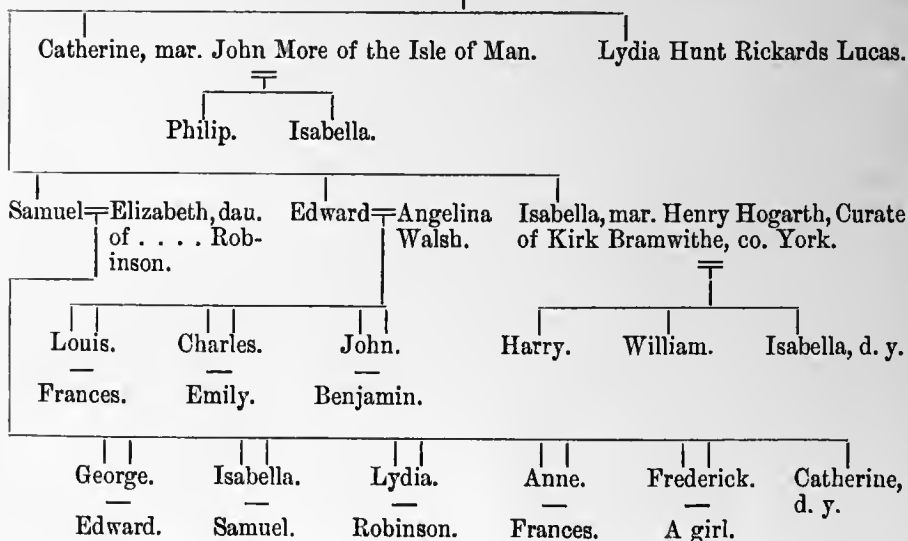 Catherine, mar. John More of the Isle of Man. Lydia Hunt Rickards Lucas.
Philip. Isabella.
Samuel Elizabeth, dau. Edward Angelina Isabella, mar. Henry Hogarth, Curate
of . . . . Rob- Walsh. of Kirk Bramwithe, co. York.
inson.
Louis. Charles. John. Harry. William. Isabella, d. y.
Frances. Emily. Benjamin.
George. Isabella. Lydia. Anne. Frederick. Catherine,
d. y.
Edward. Samuel. Robinson. Frances. A girl.